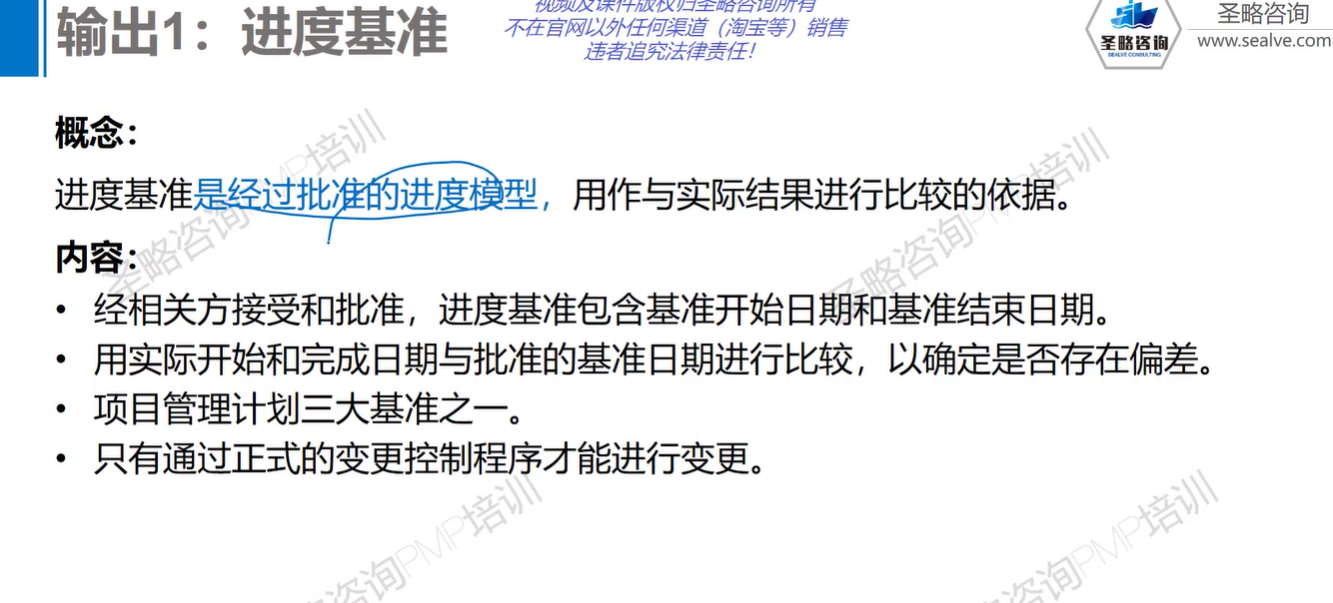 输出1：进度基准
视频及课件版权归圣略咨询所有
不在官网以外任何渠道（淘宝等）销售
违者追究法律责任！
圣略咨询
SEALVE CONSULTING
圣略咨询
www.sealve.com
概念：
进度基准是经过批准的进度模型，用作与实际结果进行比较的依据。
内容：
• 经相关方接受和批准，进度基准包含基准开始日期和基准结束日期。
• 用实际开始和完成日期与批准的基准日期进行比较，以确定是否存在偏差。
• 项目管理计划三大基准之一。
• 只有通过正式的变更控制程序才能进行变更。
圣略咨询PMP培训
圣略咨询PMP培训
咨询PMP培训
咨询PMP培训